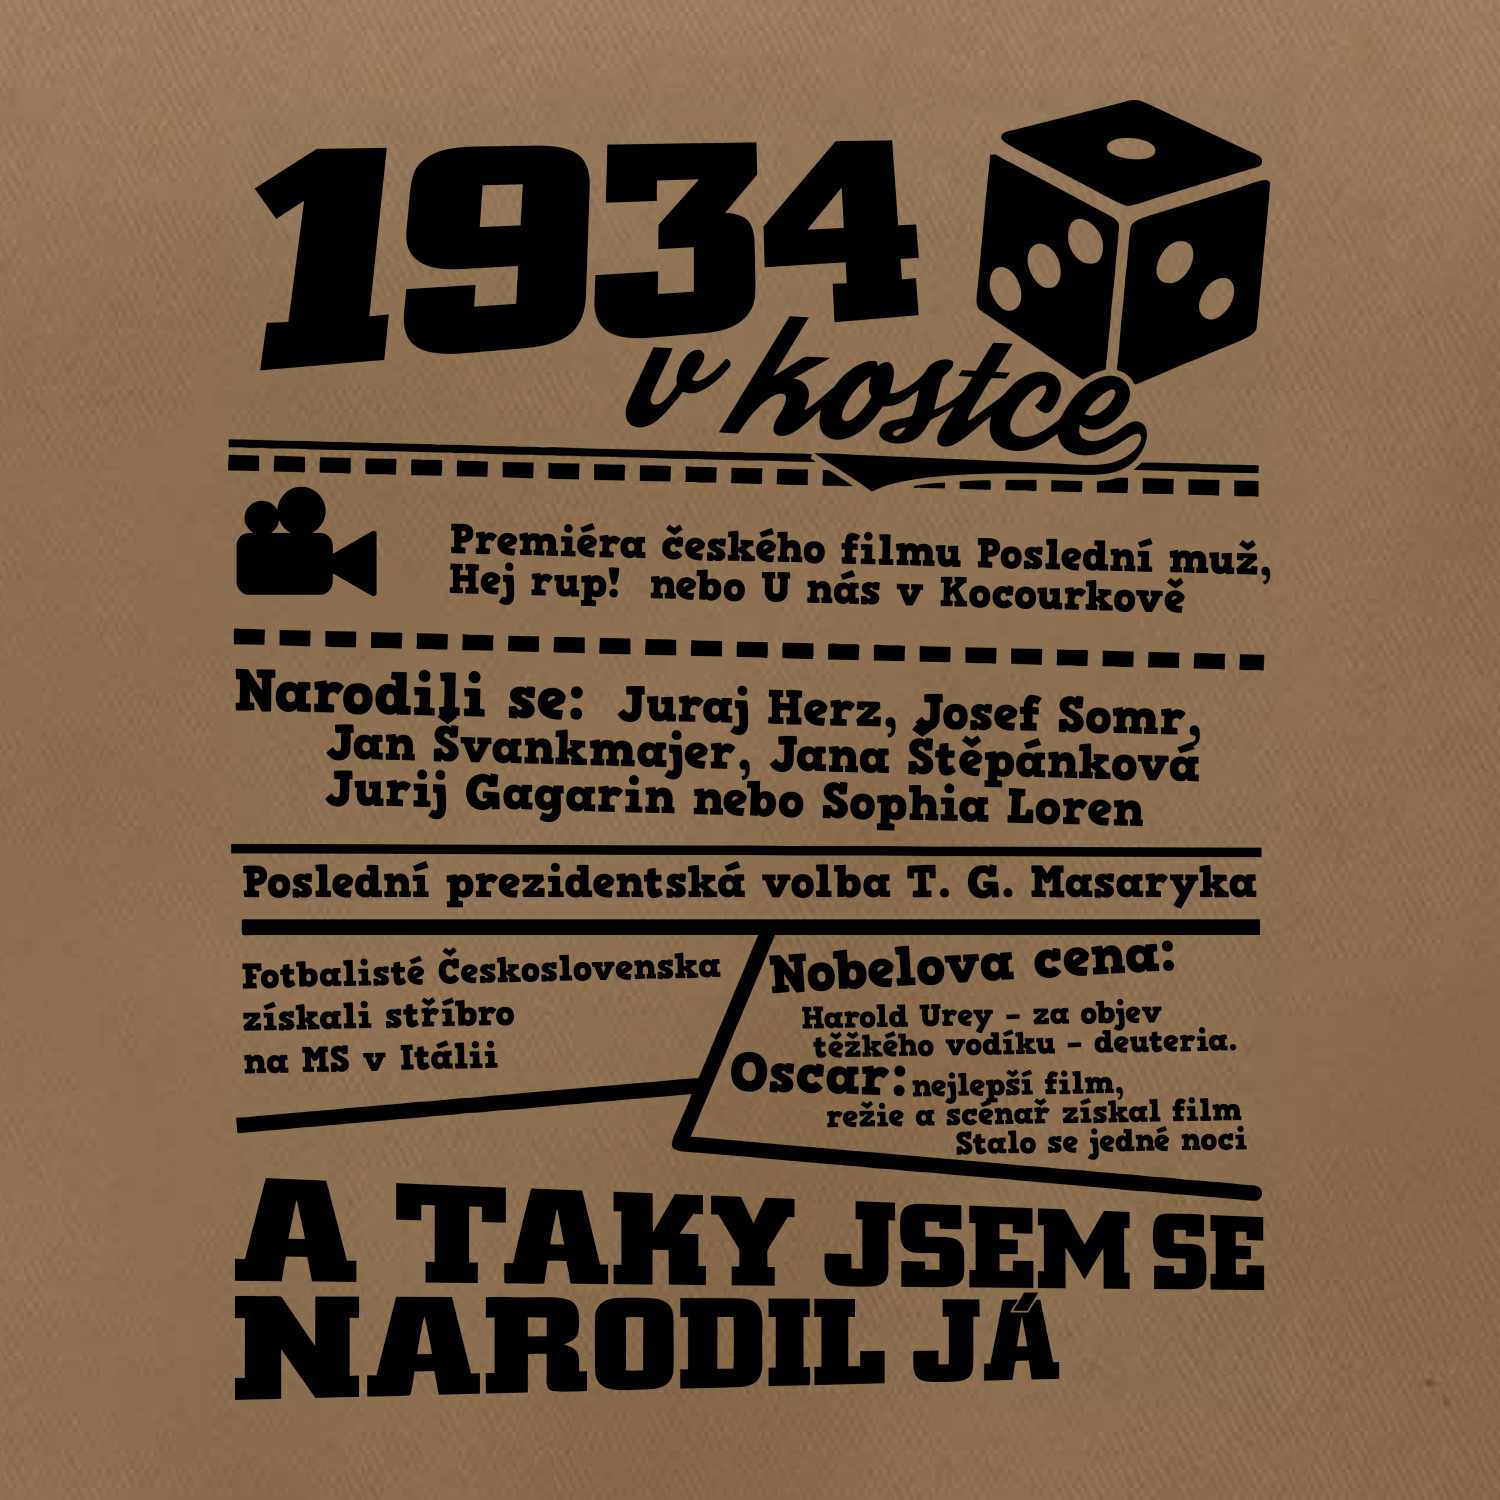 1934
v kostce
Premiéra českého filmu Poslední muž,
Hej rup! nebo U nás v Kocourkově
Narodili se: Juraj Herz, Josef Somr,
Jan Švankmajer, Jana Štěpánková
Jurij Gagarin nebo Sophia Loren
Poslední prezidentská volba T. G. Masaryka
Fotbalisté Československa
získali stříbro
na MS v Itálii
Nobelova cena:
Harold Urey - za objev
těžkého vodíku - deuteria.
Oscar: nejlepší film,
režie a scénař získal film
Stalo se jedné noci
A TAKY JSEM SE
NARODIL JÁ